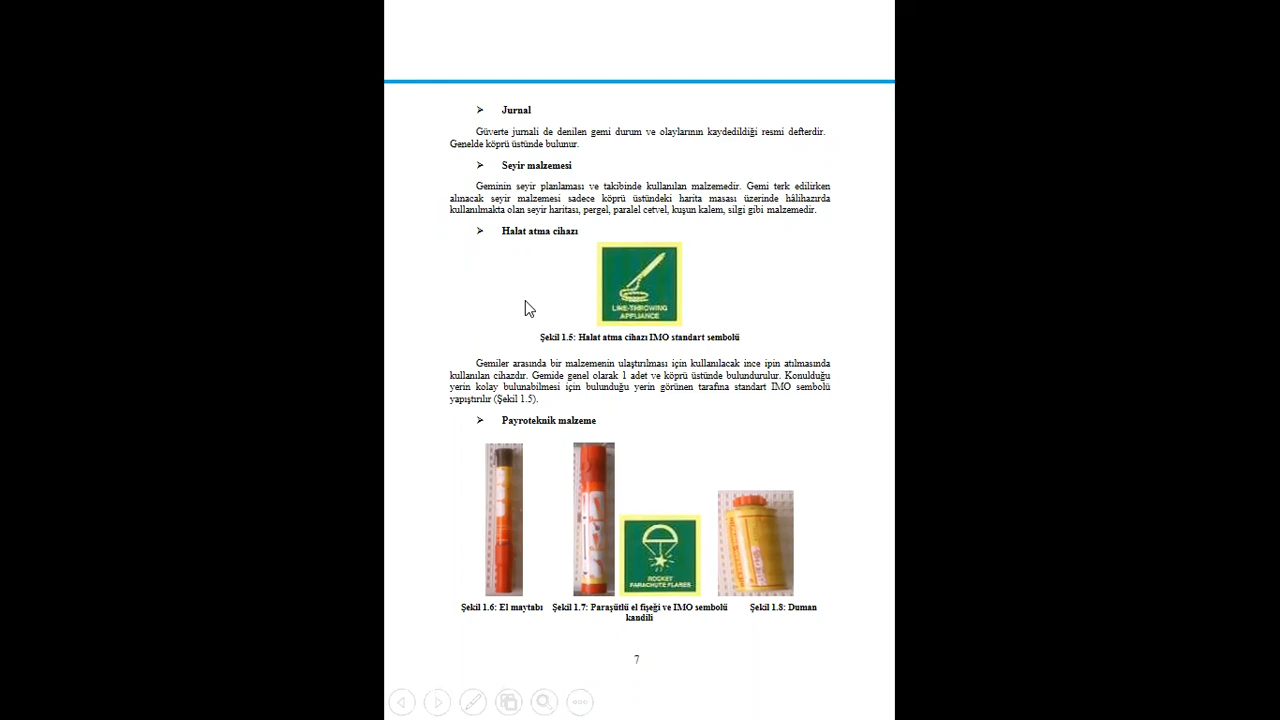 Jurnal
Güverte jurnali de denilen gemi durum ve olaylarının kaydedildiği resmi defterdir.
Genelde köprü üstünde bulunur.
Seyir malzemesi
Geminin seyir planlaması ve takibinde kullanılan malzemedir. Gemi terk edilirken
alınacak seyir malzemesi sadece köprü üstündeki harita masası üzerinde hâlihazırda
kullanılmakta olan seyir haritası, pergel, paralel cetvel, kuşun kalem, silgi gibi malzemedir.
Halat atma cihazı
LINE-THROWING
APPLIANCE
Şekil 1.5: Halat atma cihazı IMO standart sembolü
Gemiler arasında bir malzemenin ulaştırılması için kullanılacak ince ipin atılmasında
kullanılan cihazdır. Gemide genel olarak 1 adet ve köprü üstünde bulundurulur. Konulduğu
yerin kolay bulunabilmesi için bulunduğu yerin görünen tarafına standart IMO sembolü
yapıştırılır (Şekil 1.5).
Payroteknik malzeme
ROCKET
PARACHUTE FLARES
Şekil 1.6: El maytabı Şekil 1.7: Paraşütlü el fişeği ve IMO sembolü Şekil 1.8: Duman
kandili
7